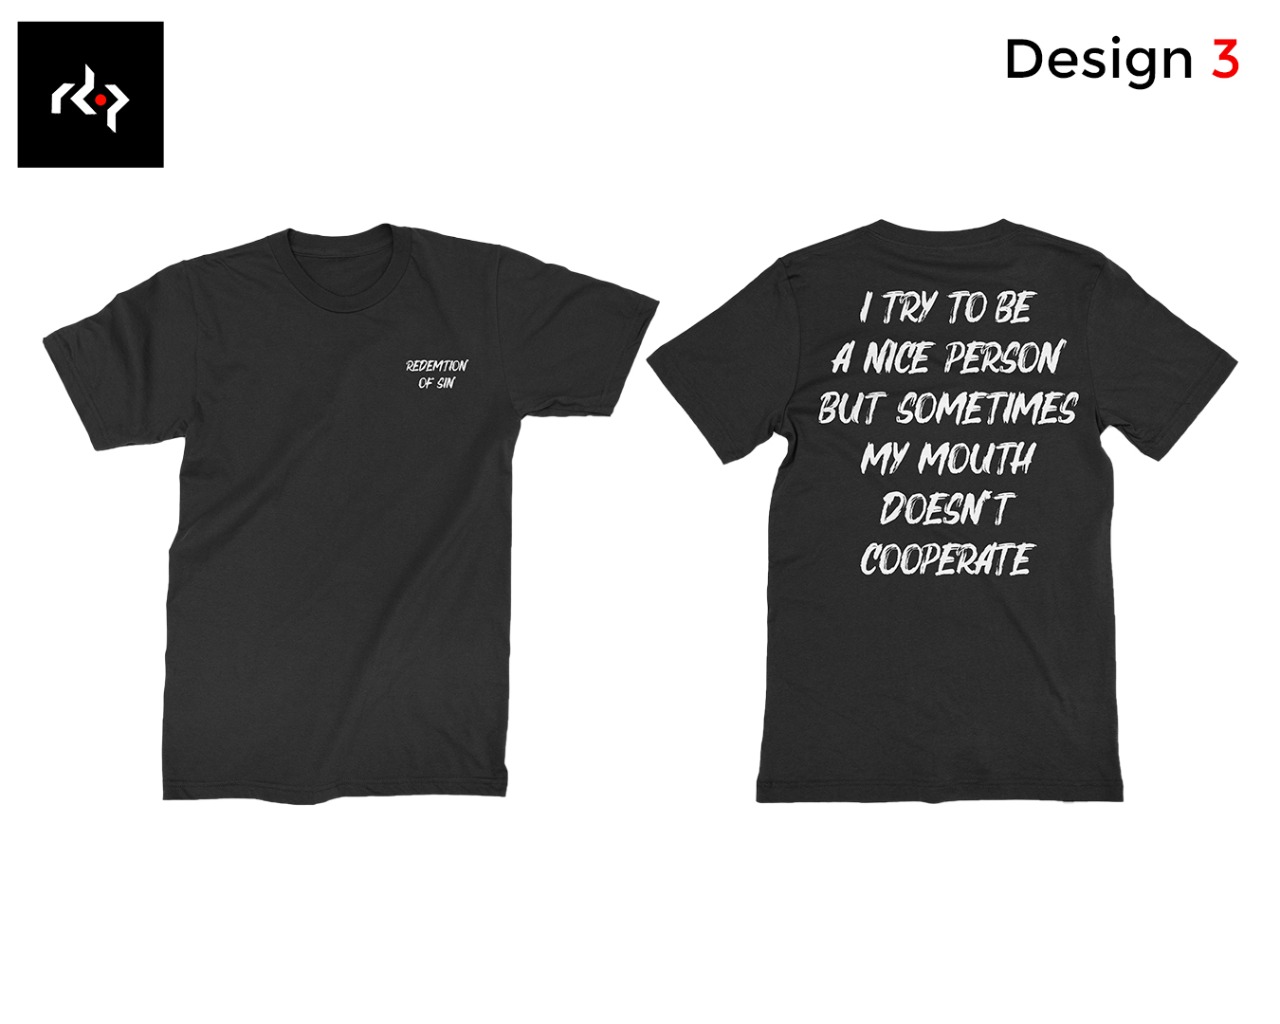 Design 3
REDEMTION
OF SIN
I TRY TO BE
A NICE PERSON
BUT SOMETIMES
MY MOUTH
DOESN'T
COOPERATE